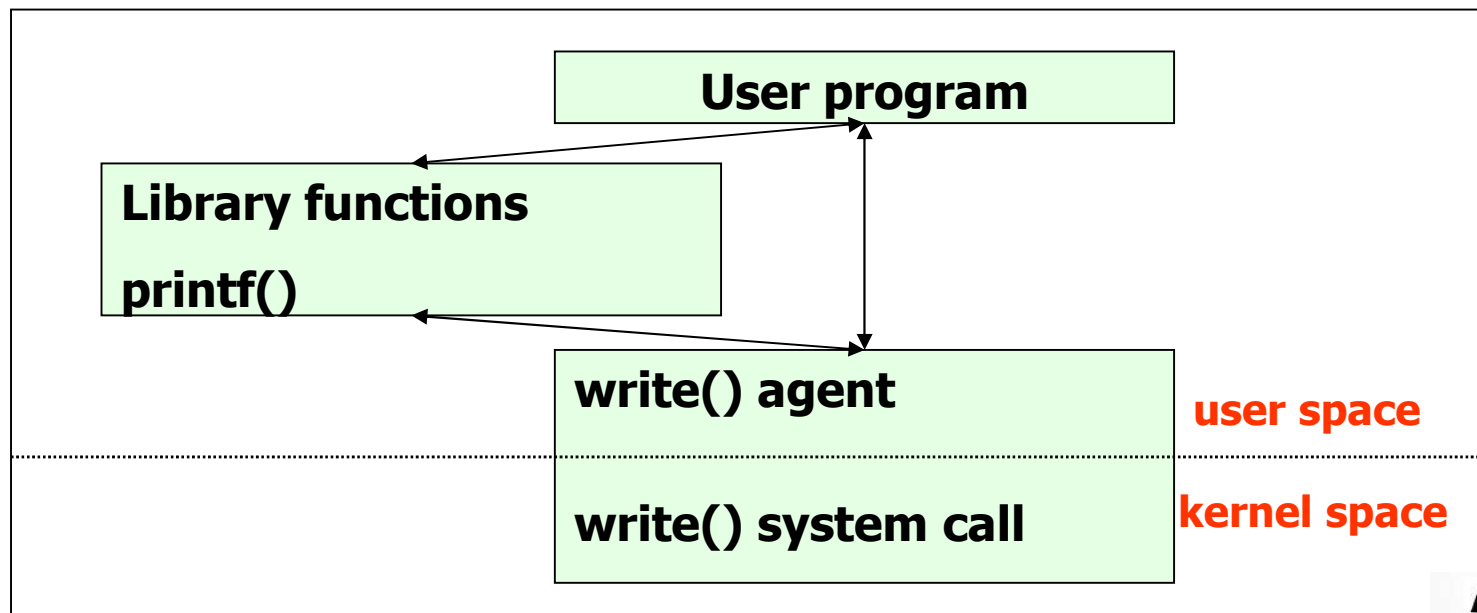 User program
Library functions
printf()
write() agent
user space
write() system call
kernel space